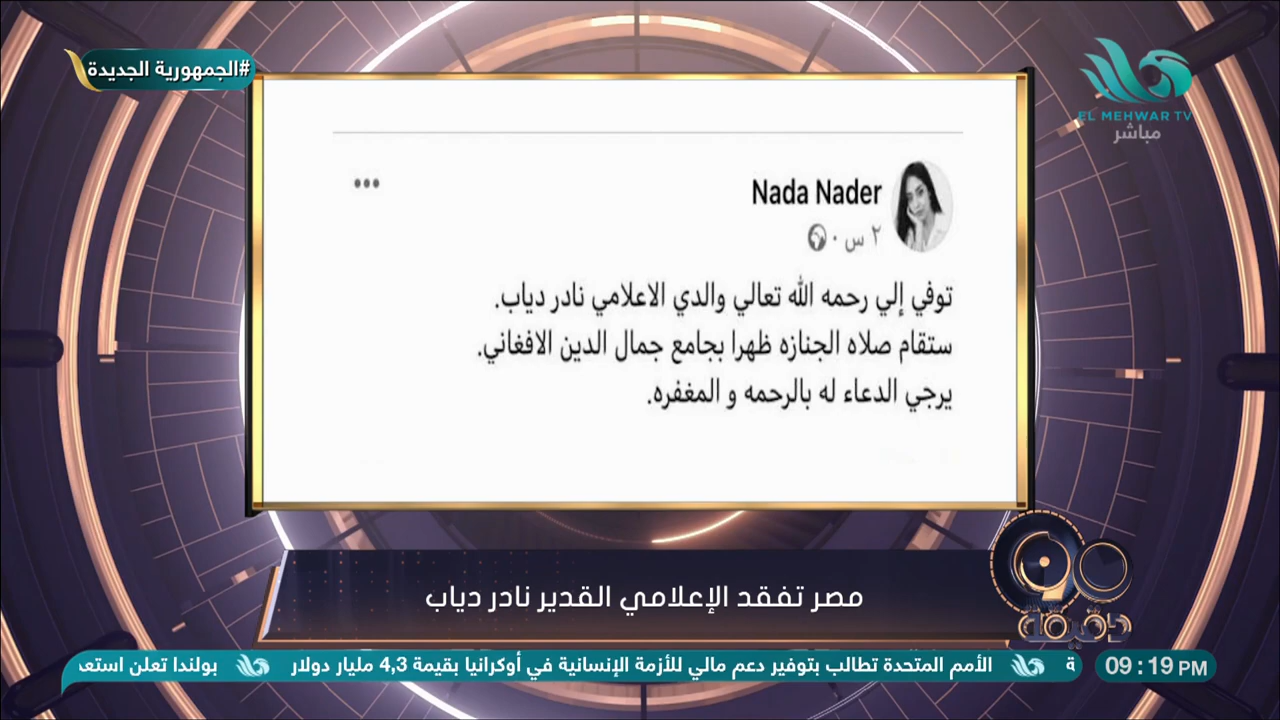 #الجمهورية الجديدة
EL MEHWAR TV
مباشر
Nada Nader
٢ س ·
توفي إلي رحمه الله تعالي والدي الاعلامي نادر دياب.
ستقام صلاه الجنازه ظهرا بجامع جمال الدين الافغاني.
يرجي الدعاء له بالرحمه و المغفره.
مصر تفقد الإعلامي القدير نادر دياب
90
دقيقة
ة الأمم المتحدة تطالب بتوفير دعم مالي للأزمة الإنسانية في أوكرانيا بقيمة 4,3 مليار دولار بولندا تعلن استعد
09:19 PM